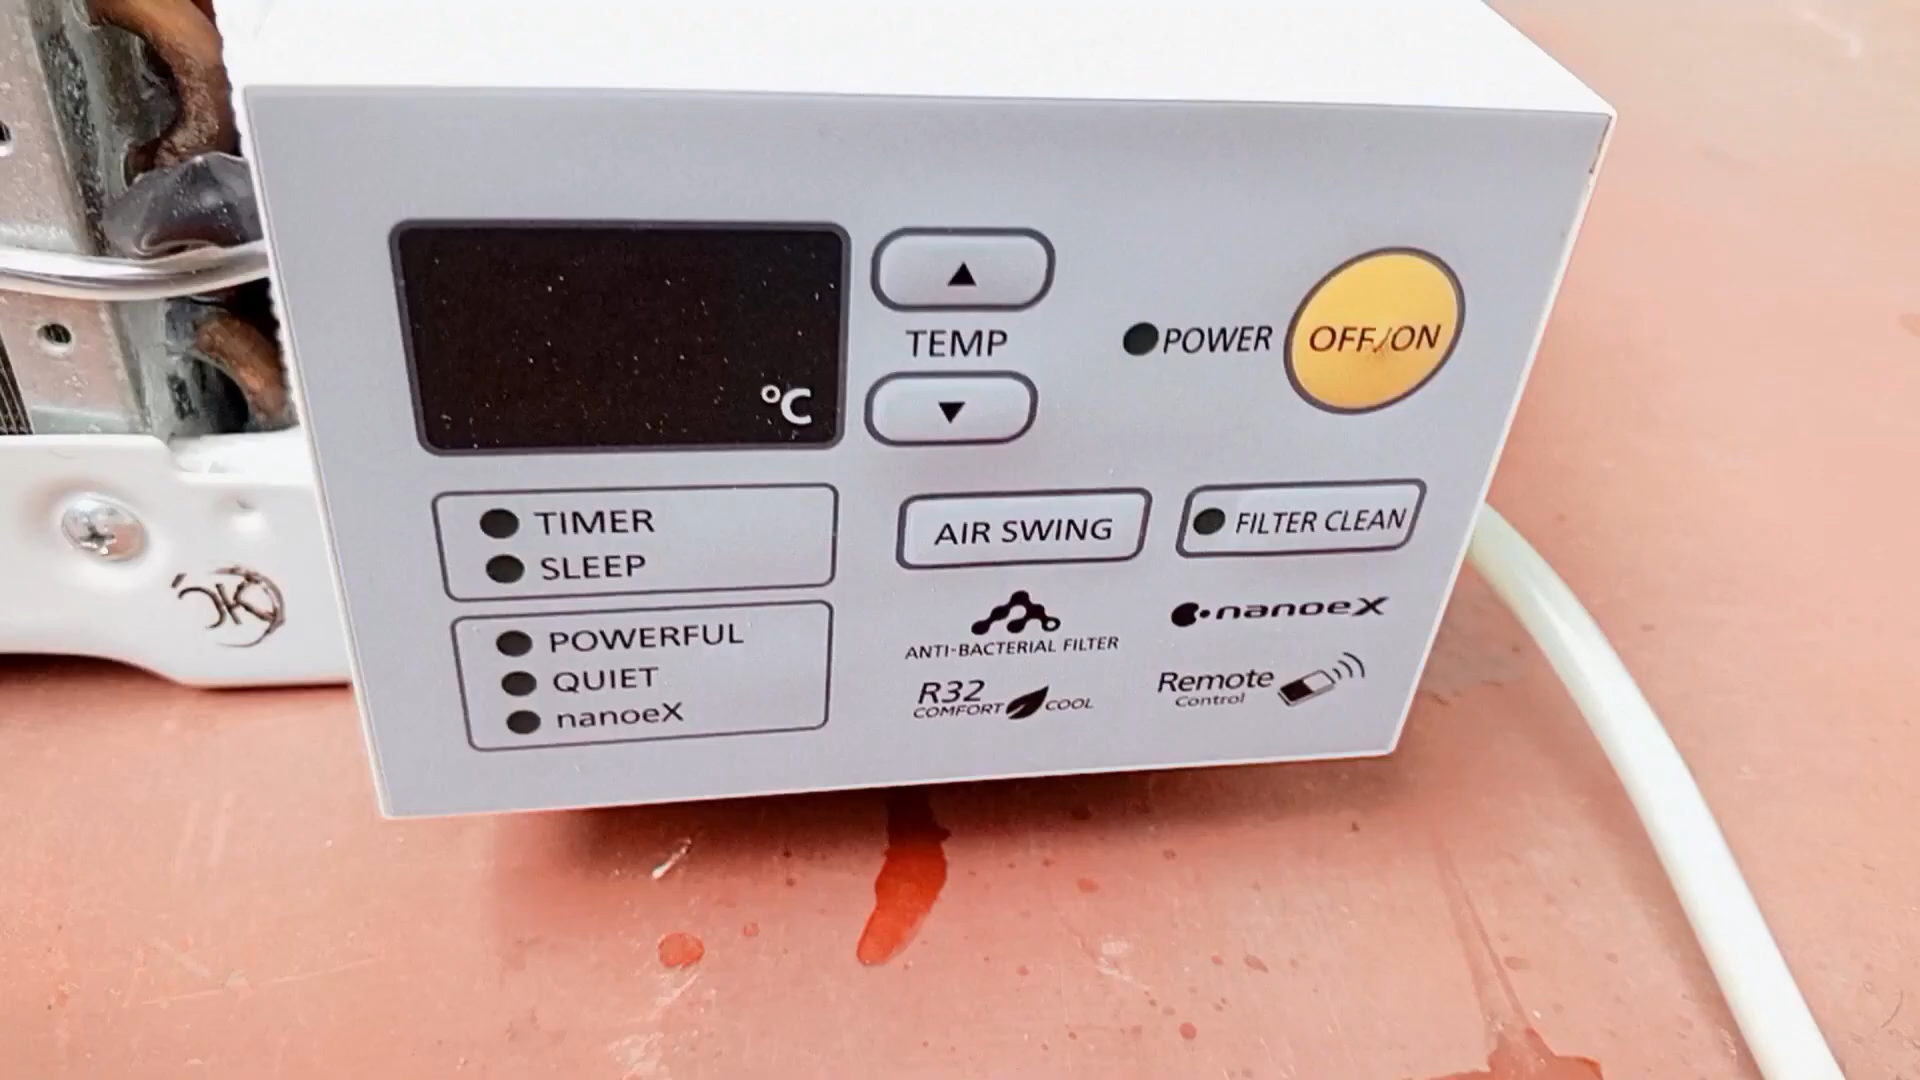 °C
▲
TEMP
▼
POWER
OFF/ON
TIMER
SLEEP
AIR SWING
FILTER CLEAN
POWERFUL
QUIET
nanoeX
ANTI-BACTERIAL FILTER
nanoeX
R32
COMFORT COOL
Remote
Control
OK